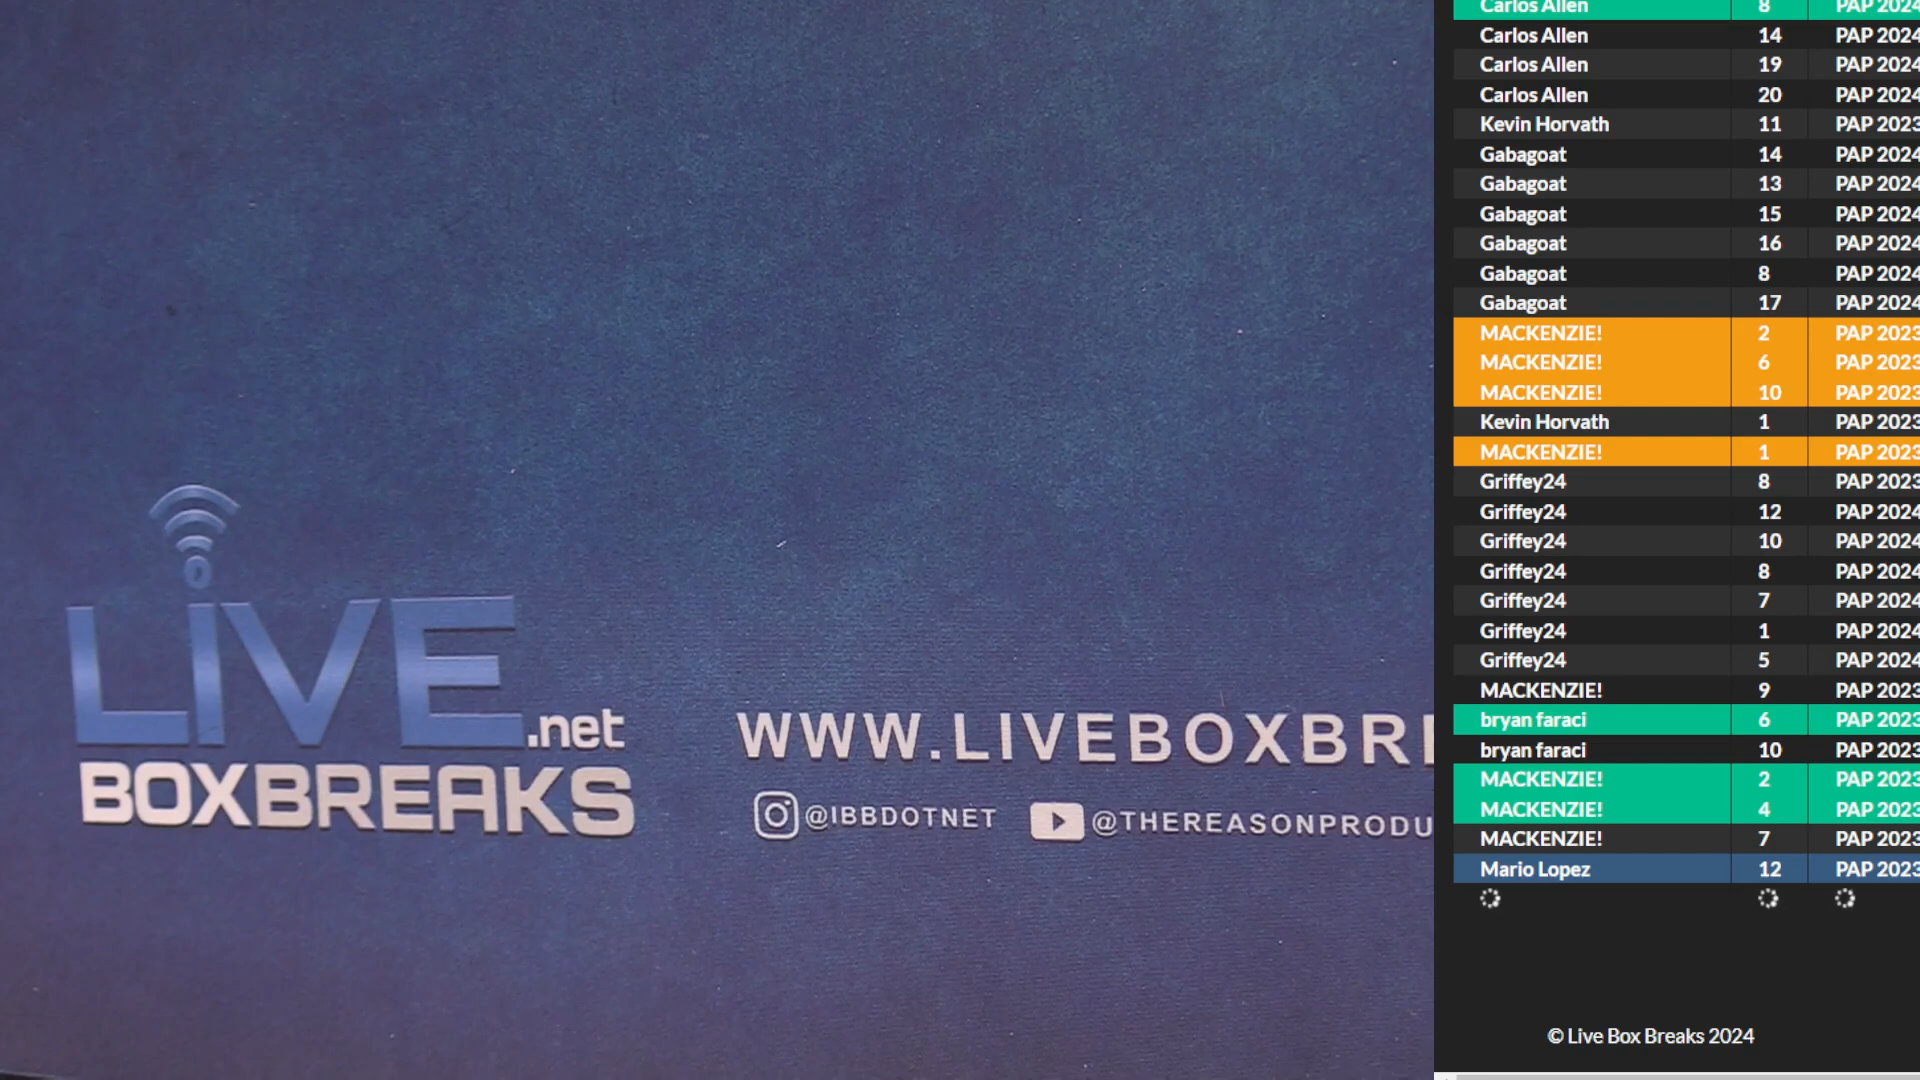 LIVE.net
BOXBREAKS
WWW.LIVEBOXBR
@IBBDOTNET @THEREASONPRODU
Carlos Allen 8 PAP 2024
Carlos Allen 14 PAP 2024
Carlos Allen 19 PAP 2024
Carlos Allen 20 PAP 2024
Kevin Horvath 11 PAP 2023
Gabagoat 14 PAP 2024
Gabagoat 13 PAP 2024
Gabagoat 15 PAP 2024
Gabagoat 16 PAP 2024
Gabagoat 8 PAP 2024
Gabagoat 17 PAP 2024
MACKENZIE! 2 PAP 2023
MACKENZIE! 6 PAP 2023
MACKENZIE! 10 PAP 2023
Kevin Horvath 1 PAP 2023
MACKENZIE! 1 PAP 2023
Griffey24 8 PAP 2023
Griffey24 12 PAP 2024
Griffey24 10 PAP 2024
Griffey24 8 PAP 2024
Griffey24 7 PAP 2024
Griffey24 1 PAP 2024
Griffey24 5 PAP 2024
MACKENZIE! 9 PAP 2023
bryan faraci 6 PAP 2023
bryan faraci 10 PAP 2023
MACKENZIE! 2 PAP 2023
MACKENZIE! 4 PAP 2023
MACKENZIE! 7 PAP 2023
Mario Lopez 12 PAP 2023
© Live Box Breaks 2024